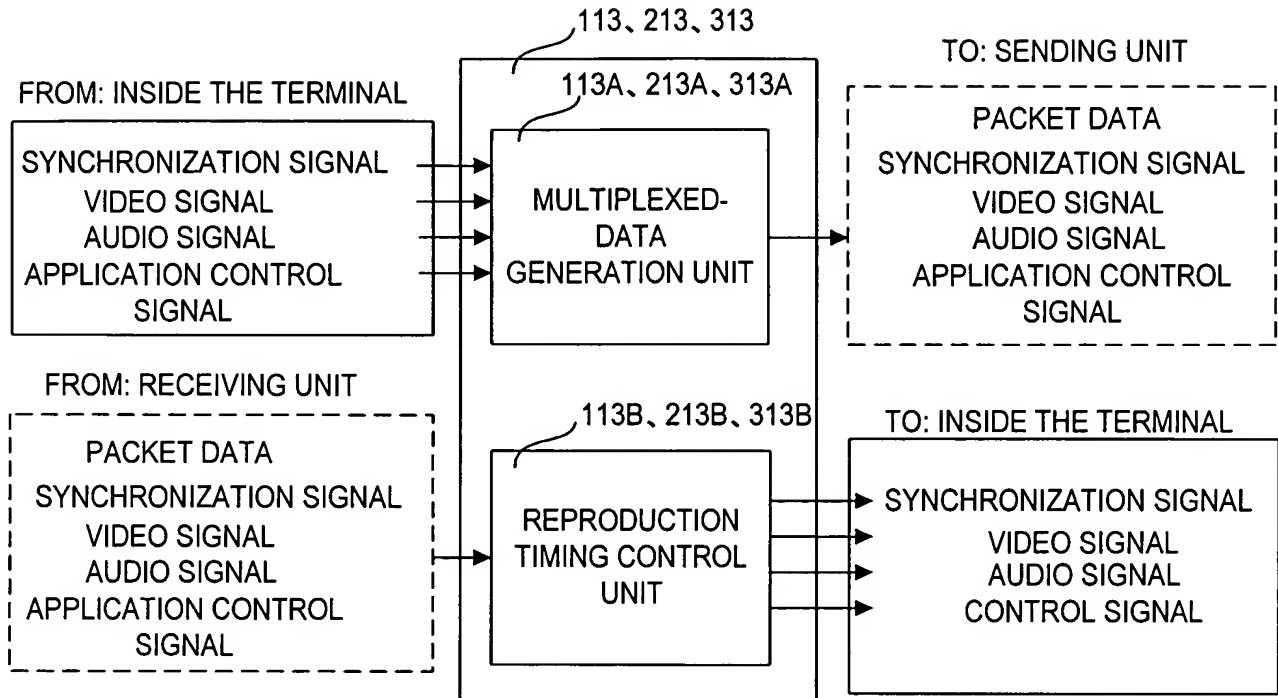 113、213、313
TO: SENDING UNIT
FROM: INSIDE THE TERMINAL
113A、213A、313A
SYNCHRONIZATION SIGNAL
VIDEO SIGNAL
AUDIO SIGNAL
APPLICATION CONTROL
SIGNAL
MULTIPLEXED-
DATA
GENERATION UNIT
PACKET DATA
SYNCHRONIZATION SIGNAL
VIDEO SIGNAL
AUDIO SIGNAL
APPLICATION CONTROL
SIGNAL
FROM: RECEIVING UNIT
113B、213B、313B
TO: INSIDE THE TERMINAL
PACKET DATA
SYNCHRONIZATION SIGNAL
VIDEO SIGNAL
AUDIO SIGNAL
APPLICATION CONTROL
SIGNAL
REPRODUCTION
TIMING CONTROL
UNIT
SYNCHRONIZATION SIGNAL
VIDEO SIGNAL
AUDIO SIGNAL
CONTROL SIGNAL